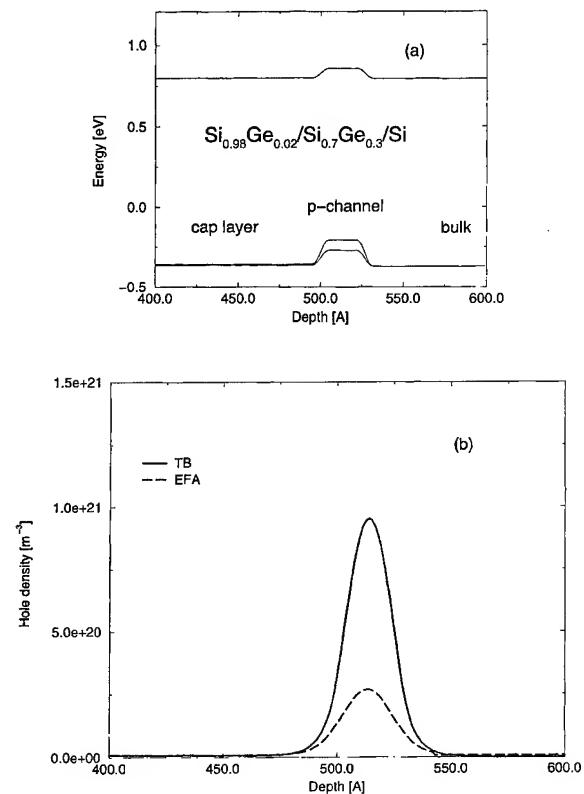 (a)
1.0
0.5
0.0
−0.5
Energy [eV]
Si0.98Ge0.02/Si0.7Ge0.3/Si
p−channel
cap layer
bulk
400.0 450.0 500.0 550.0 600.0
Depth [A]
1.5e+21
1.0e+21
5.0e+20
0.0e+00
Hole density [m−3]
(b)
TB
EFA
400.0 450.0 500.0 550.0 600.0
Depth [A]